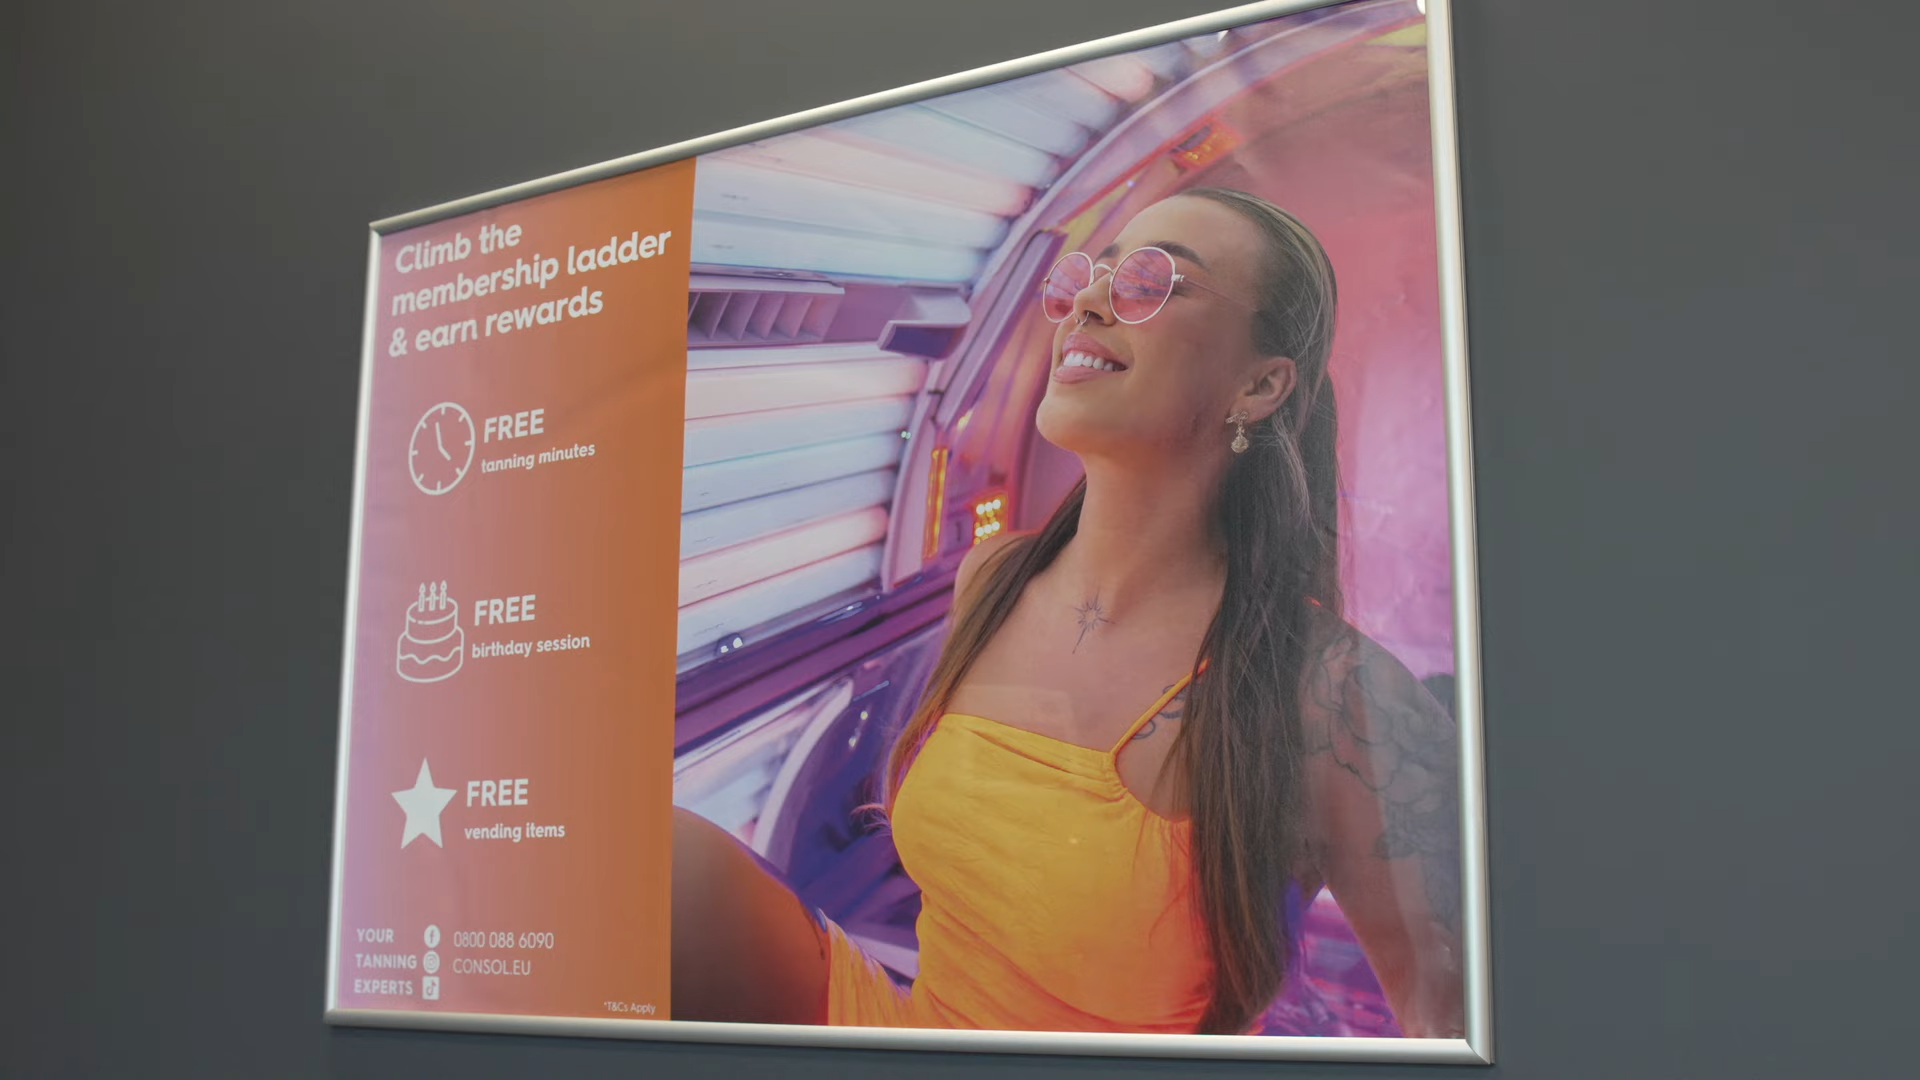 Climb the
membership ladder
& earn rewards
FREE
tanning minutes
FREE
birthday session
FREE
vending items
YOUR
TANNING
EXPERTS
0800 088 6090
CONSOL.EU
*T&Cs Apply